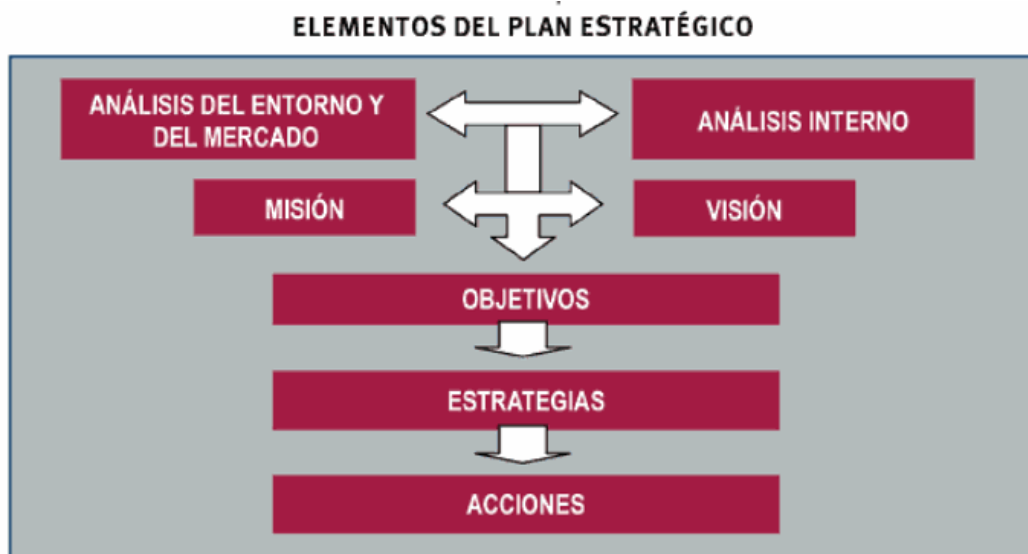 ELEMENTOS DEL PLAN ESTRATÉGICO
ANÁLISIS DEL ENTORNO Y
DEL MERCADO
ANÁLISIS INTERNO
MISIÓN
VISIÓN
OBJETIVOS
ESTRATEGIAS
ACCIONES